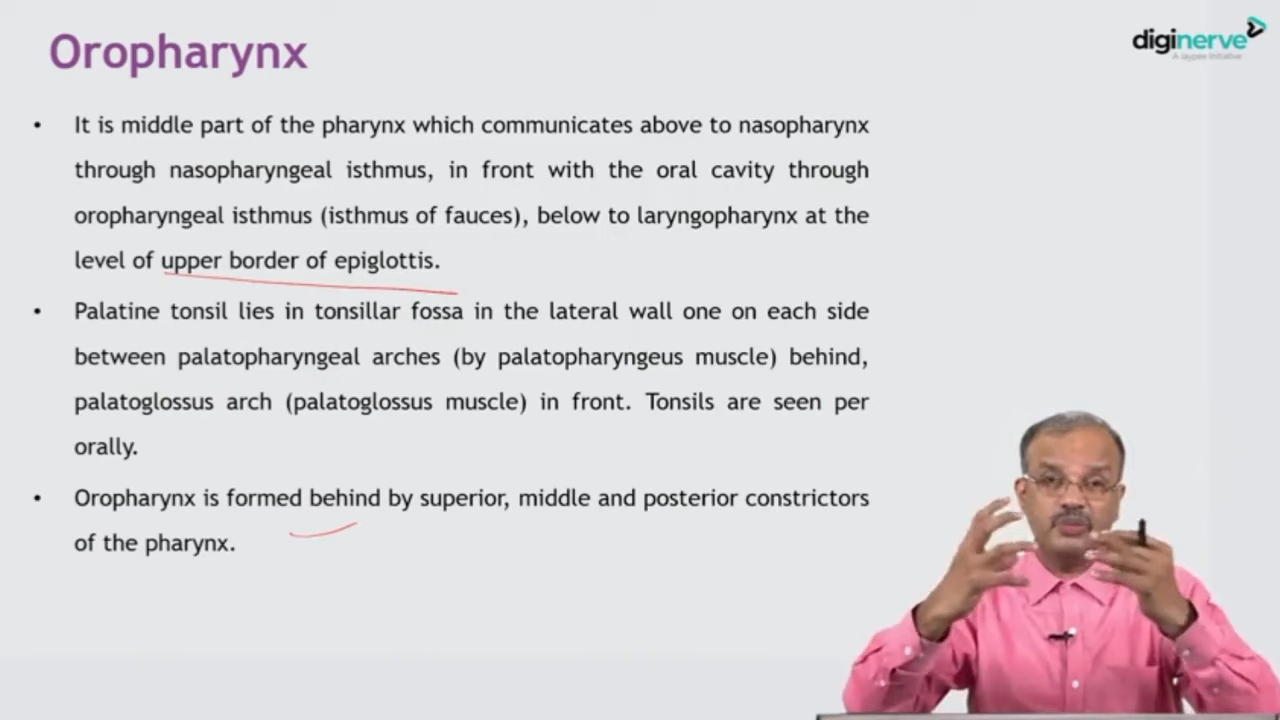 Oropharynx
diginerve
A Jaypee Initiative
• It is middle part of the pharynx which communicates above to nasopharynx
through nasopharyngeal isthmus, in front with the oral cavity through
oropharyngeal isthmus (isthmus of fauces), below to laryngopharynx at the
level of upper border of epiglottis.
• Palatine tonsil lies in tonsillar fossa in the lateral wall one on each side
between palatopharyngeal arches (by palatopharyngeus muscle) behind,
palatoglossus arch (palatoglossus muscle) in front. Tonsils are seen per
orally.
• Oropharynx is formed behind by superior, middle and posterior constrictors
of the pharynx.